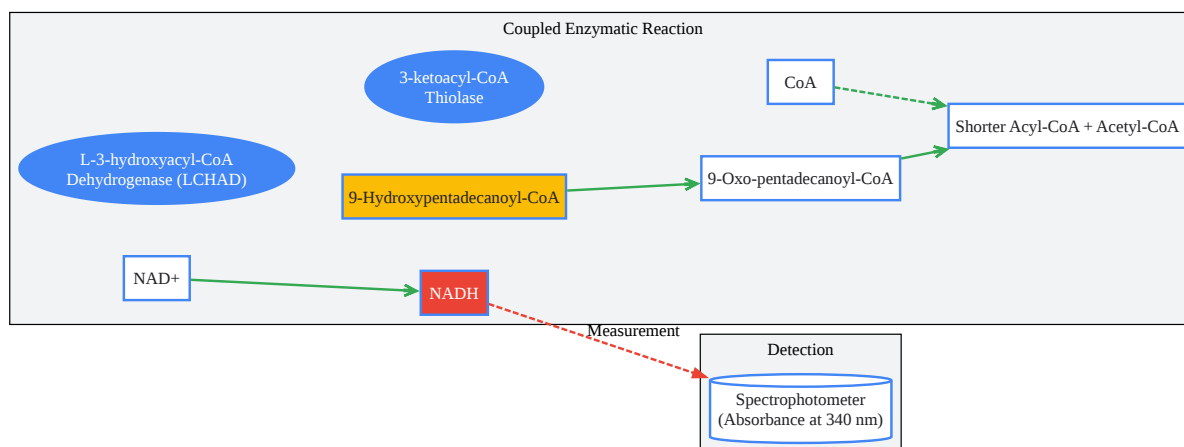 Coupled Enzymatic Reaction
3-ketoacyl-CoA
Thiolase
CoA
Shorter Acyl-CoA + Acetyl-CoA
L-3-hydroxyacyl-CoA
Dehydrogenase (LCHAD)
9-Hydroxypentadecanoyl-CoA
9-Oxo-pentadecanoyl-CoA
NAD+
NADH
Measurement
Detection
Spectrophotometer
(Absorbance at 340 nm)